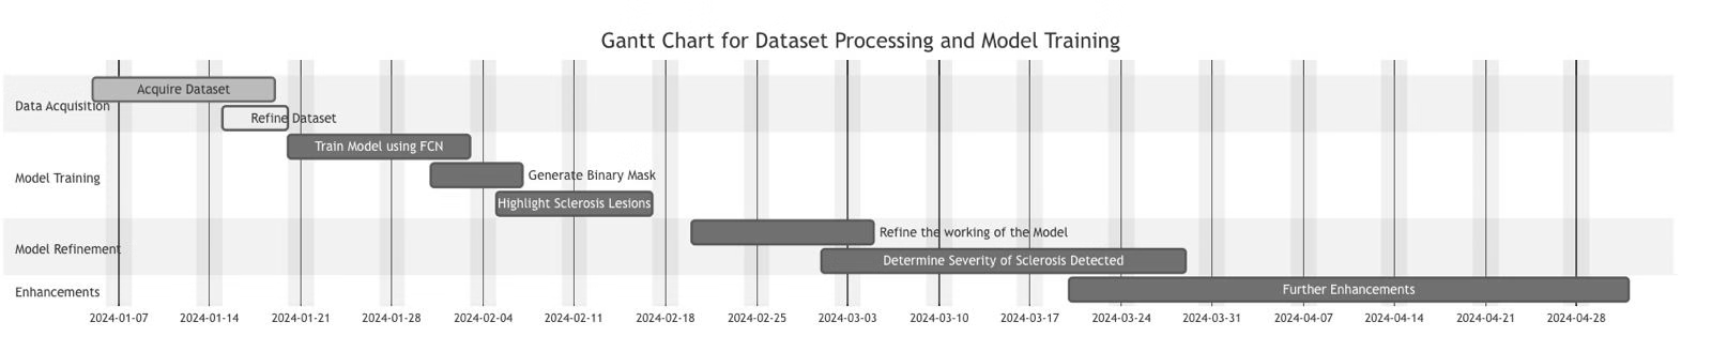 Gantt Chart for Dataset Processing and Model Training
Data Acquisition
Acquire Dataset
Refine Dataset
Model Training
Train Model using FCN
Generate Binary Mask
Highlight Sclerosis Lesions
Model Refinement
Refine the working of the Model
Determine Severity of Sclerosis Detected
Enhancements
Further Enhancements
2024-01-07 2024-01-14 2024-01-21 2024-01-28 2024-02-04 2024-02-11 2024-02-18 2024-02-25 2024-03-03 2024-03-10 2024-03-17 2024-03-24 2024-03-31 2024-04-07 2024-04-14 2024-04-21 2024-04-28